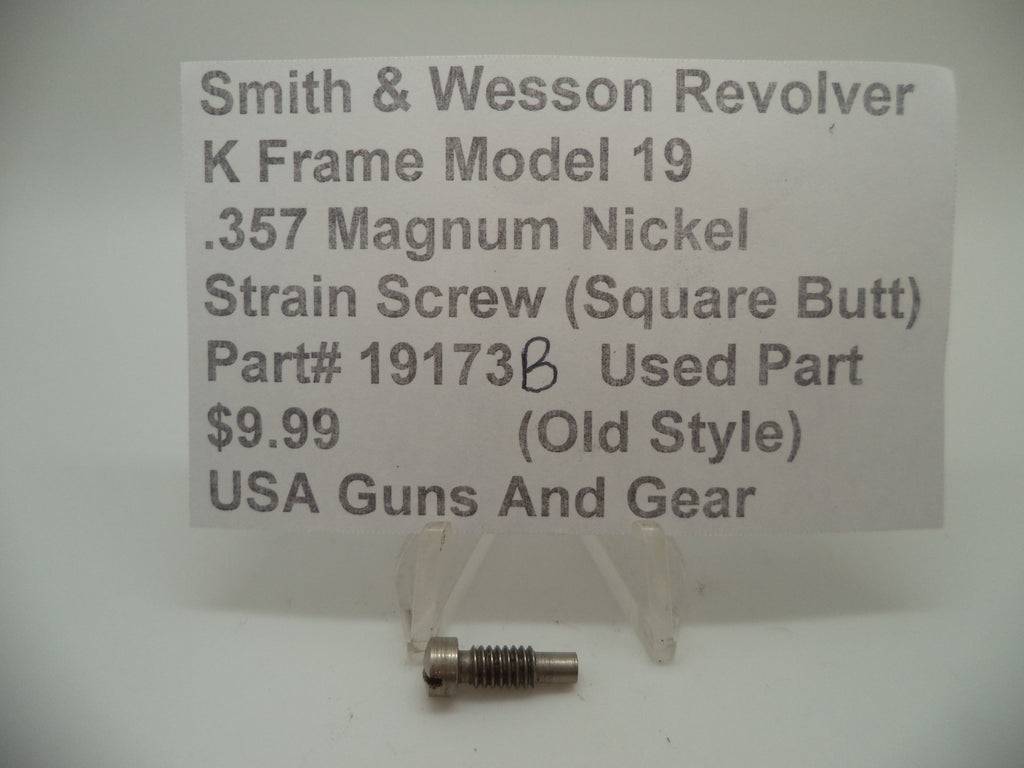 Smith & Wesson Revolver
K Frame Model 19
.357 Magnum Nickel
Strain Screw (Square Butt)
Part# 19173B Used Part
$9.99 (Old Style)
USA Guns And Gear